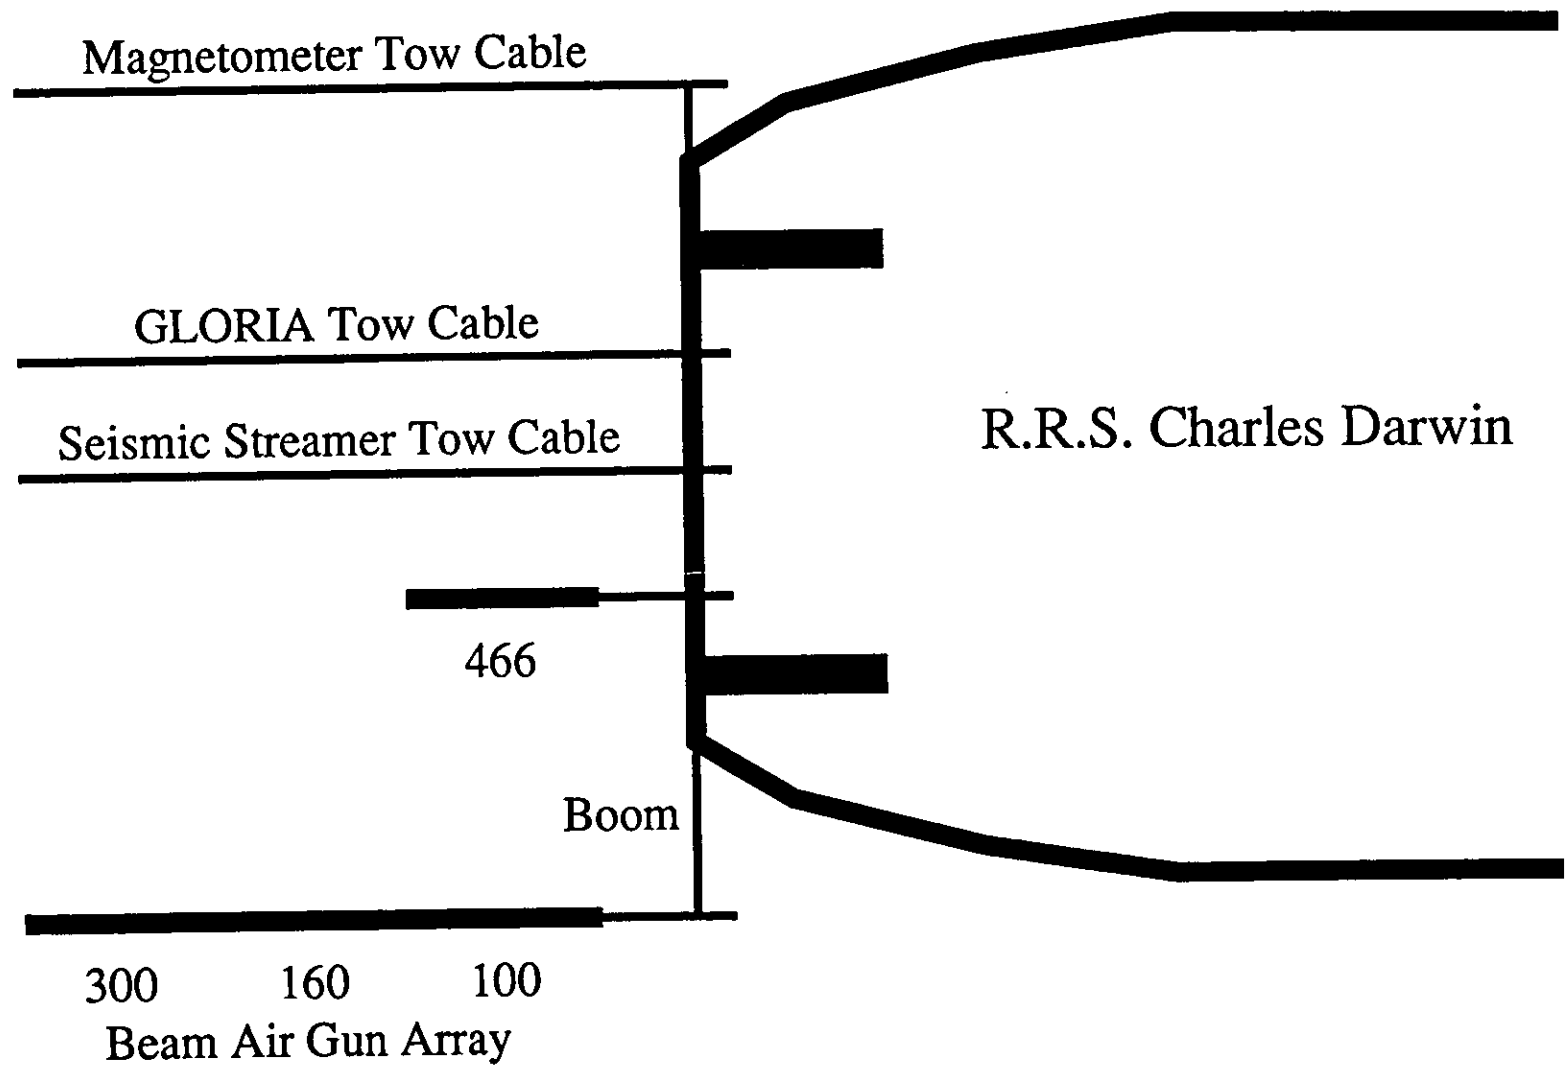 Magnetometer Tow Cable
GLORIA Tow Cable
R.R.S. Charles Darwin
Seismic Streamer Tow Cable
466
Boom
300 160 100
Beam Air Gun Array